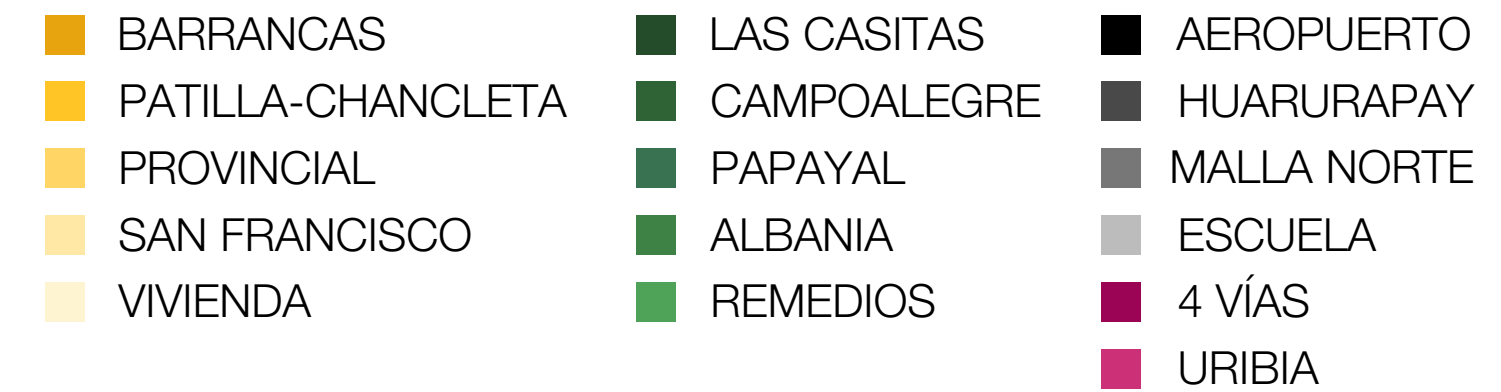 BARRANCAS
PATILLA-CHANCLETA
PROVINCIAL
SAN FRANCISCO
VIVIENDA
LAS CASITAS
CAMPOALEGRE
PAPAYAL
ALBANIA
REMEDIOS
AEROPUERTO
HUARURAPAY
MALLA NORTE
ESCUELA
4 VÍAS
URIBIA